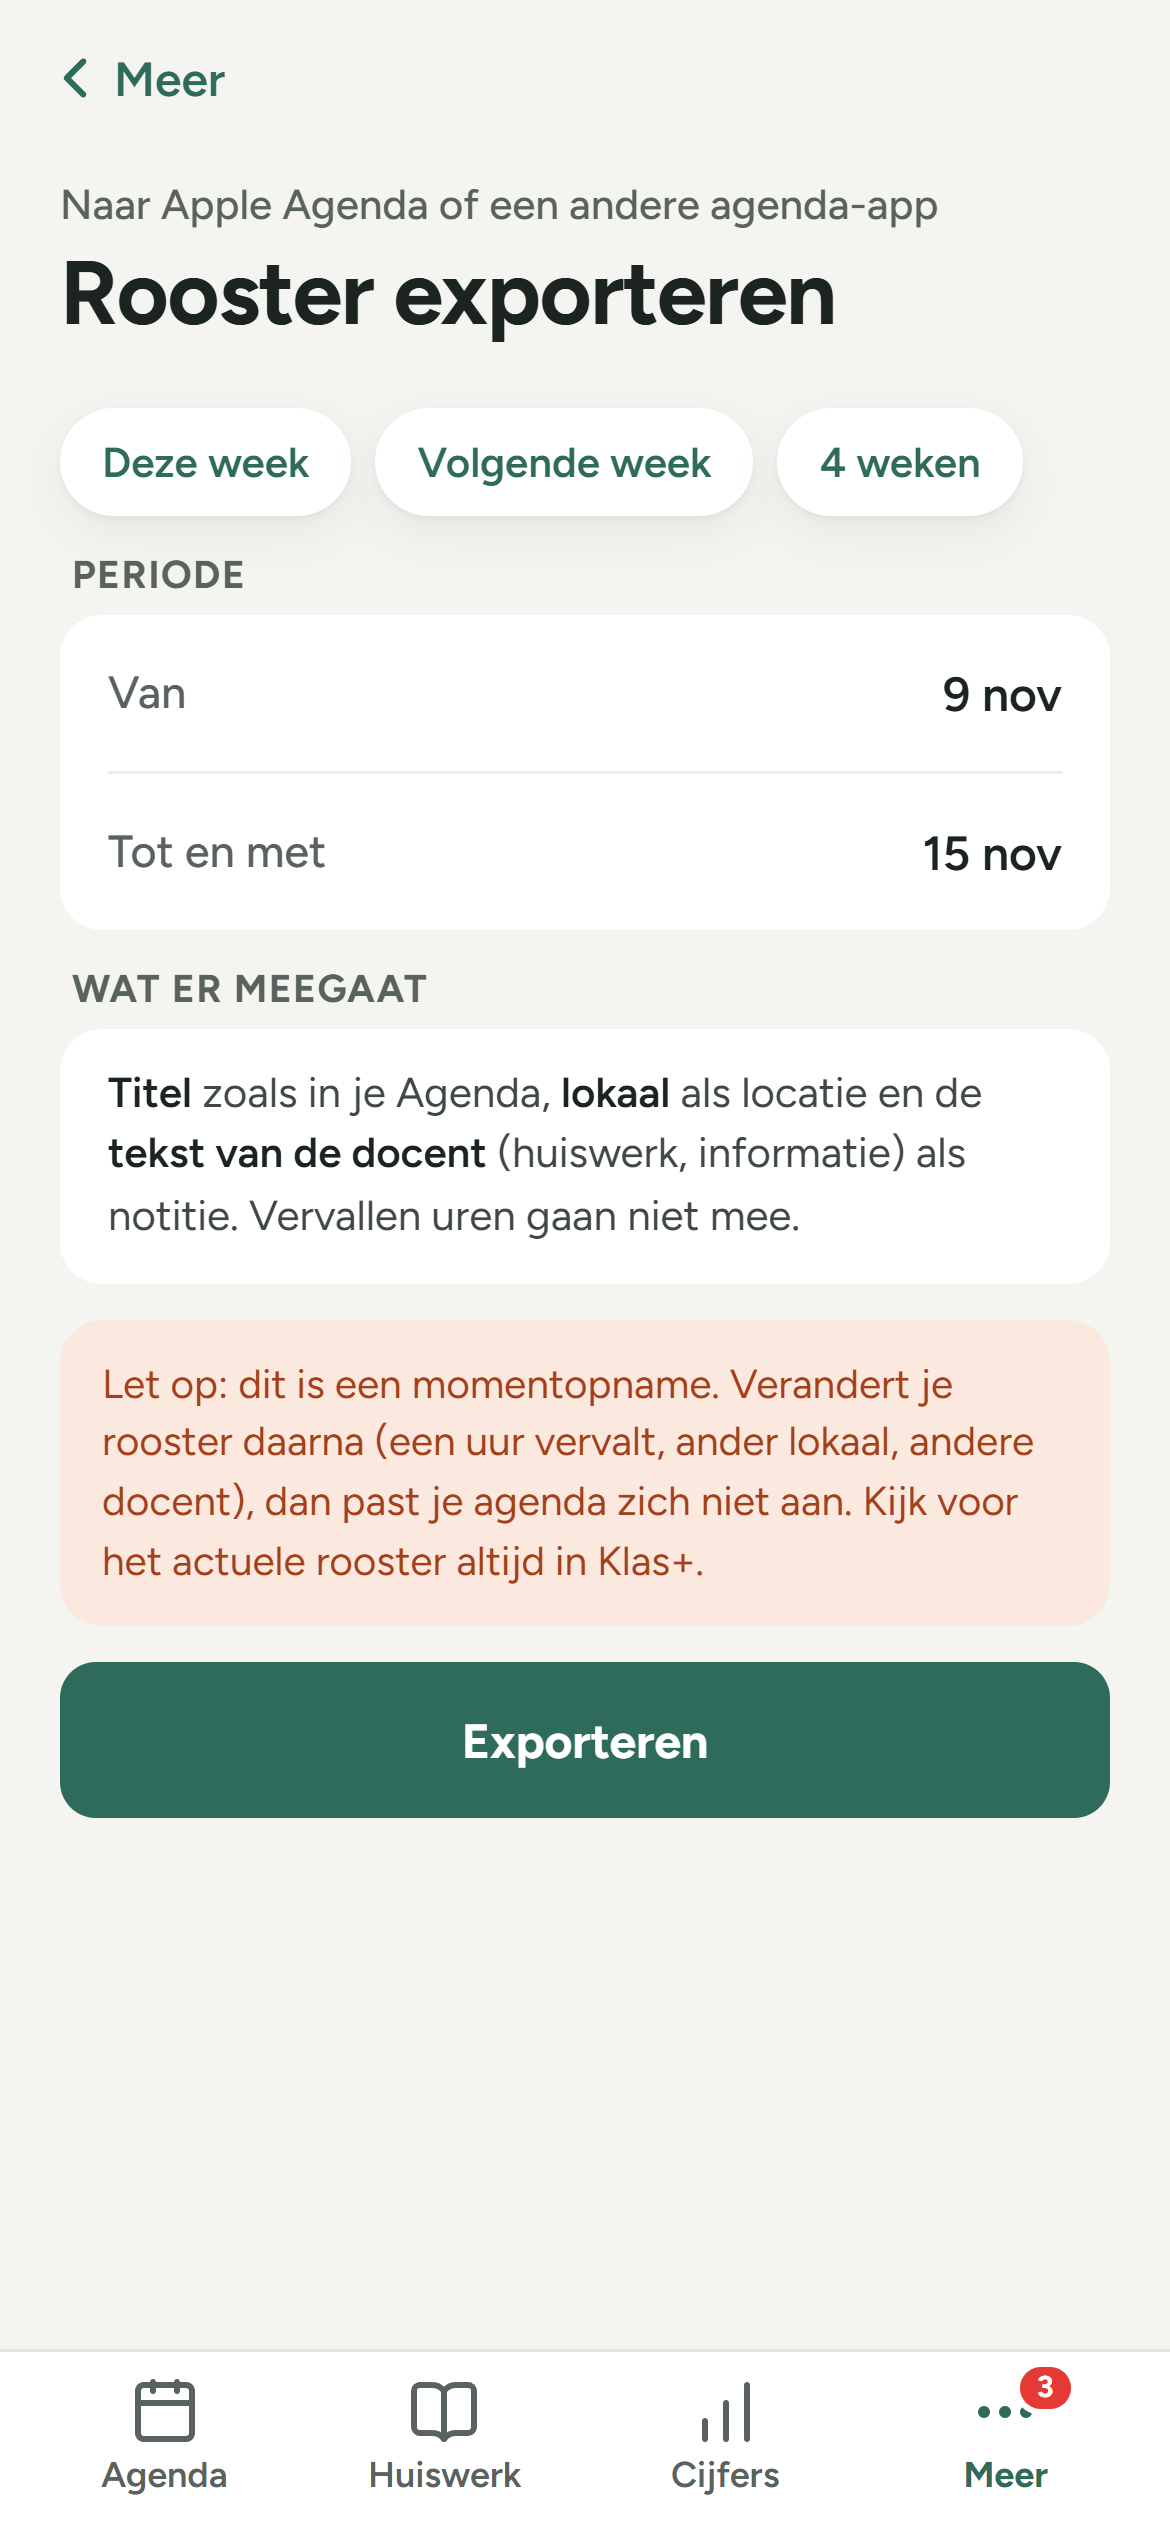 Meer
Naar Apple Agenda of een andere agenda-app
Rooster exporteren
Deze week
Volgende week
4 weken
PERIODE
Van
9 nov
Tot en met
15 nov
WAT ER MEEGAAT
Titel zoals in je Agenda, lokaal als locatie en de
tekst van de docent (huiswerk, informatie) als
notitie. Vervallen uren gaan niet mee.
Let op: dit is een momentopname. Verandert je
rooster daarna (een uur vervalt, ander lokaal, andere
docent), dan past je agenda zich niet aan. Kijk voor
het actuele rooster altijd in Klas+.
Exporteren
3
Agenda
Huiswerk
Cijfers
Meer